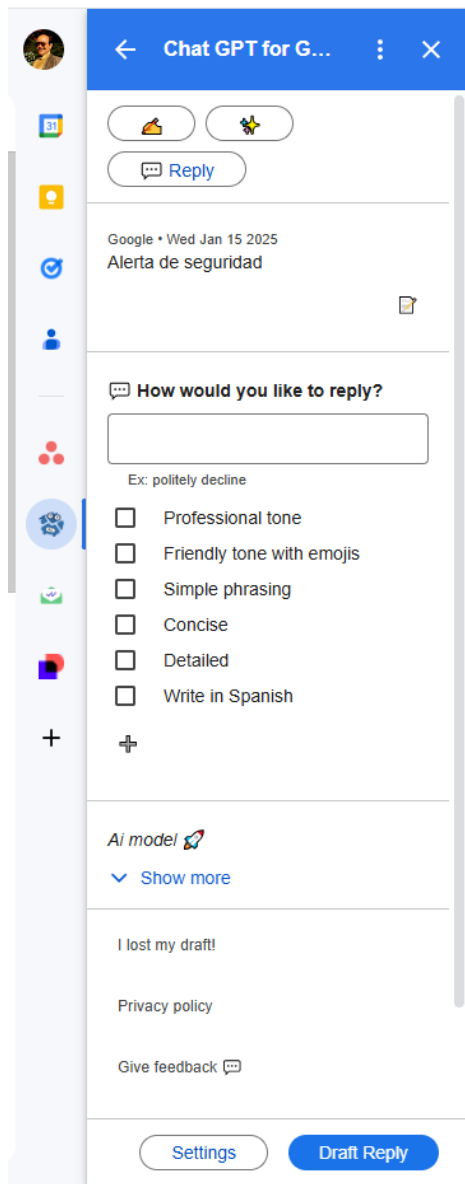 Chat GPT for G...
31
Reply
Google • Wed Jan 15 2025
Alerta de seguridad
How would you like to reply?
Ex: politely decline
Professional tone
Friendly tone with emojis
Simple phrasing
Concise
Detailed
Write in Spanish
Ai model 🚀
Show more
I lost my draft!
Privacy policy
Give feedback 💬
Settings
Draft Reply